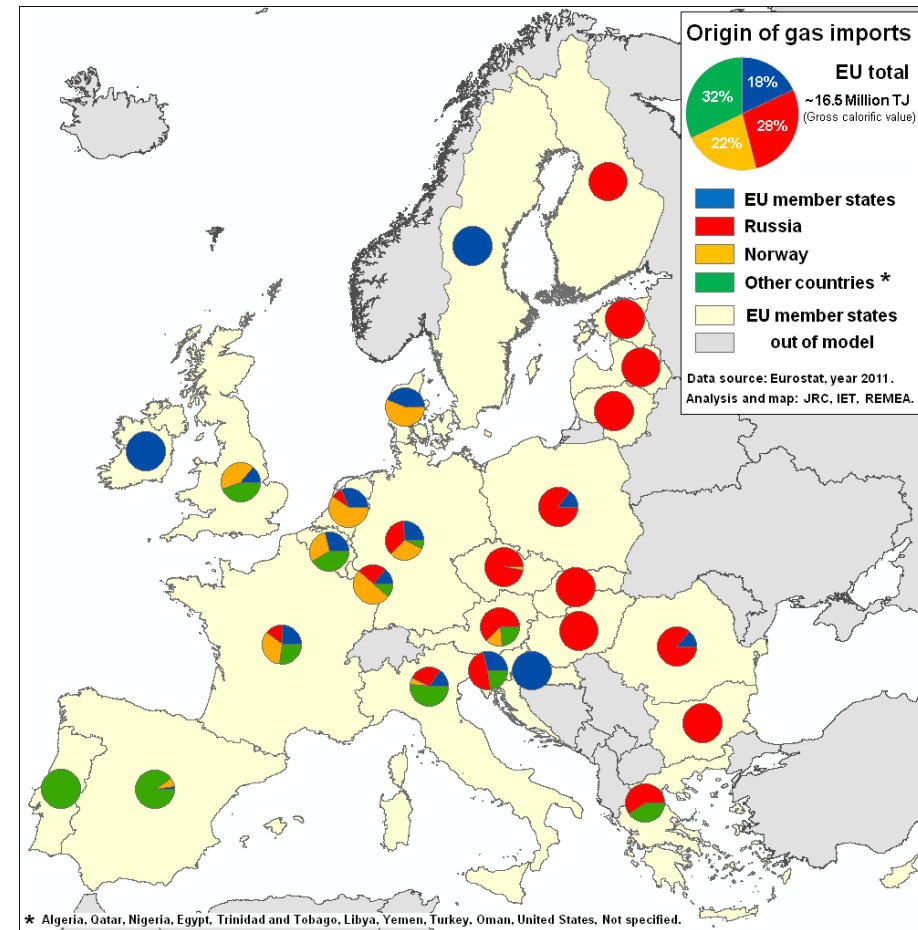 Origin of gas imports
EU total
~16.5 Million TJ
(Gross calorific value)
18%
32%
28%
22%
EU member states
Russia
Norway
Other countries *
EU member states
out of model
Data source: Eurostat, year 2011.
Analysis and map: JRC, IET, REMEA.
* Algeria, Qatar, Nigeria, Egypt, Trinidad and Tobago, Libya, Yemen, Turkey, Oman, United States, Not specified.